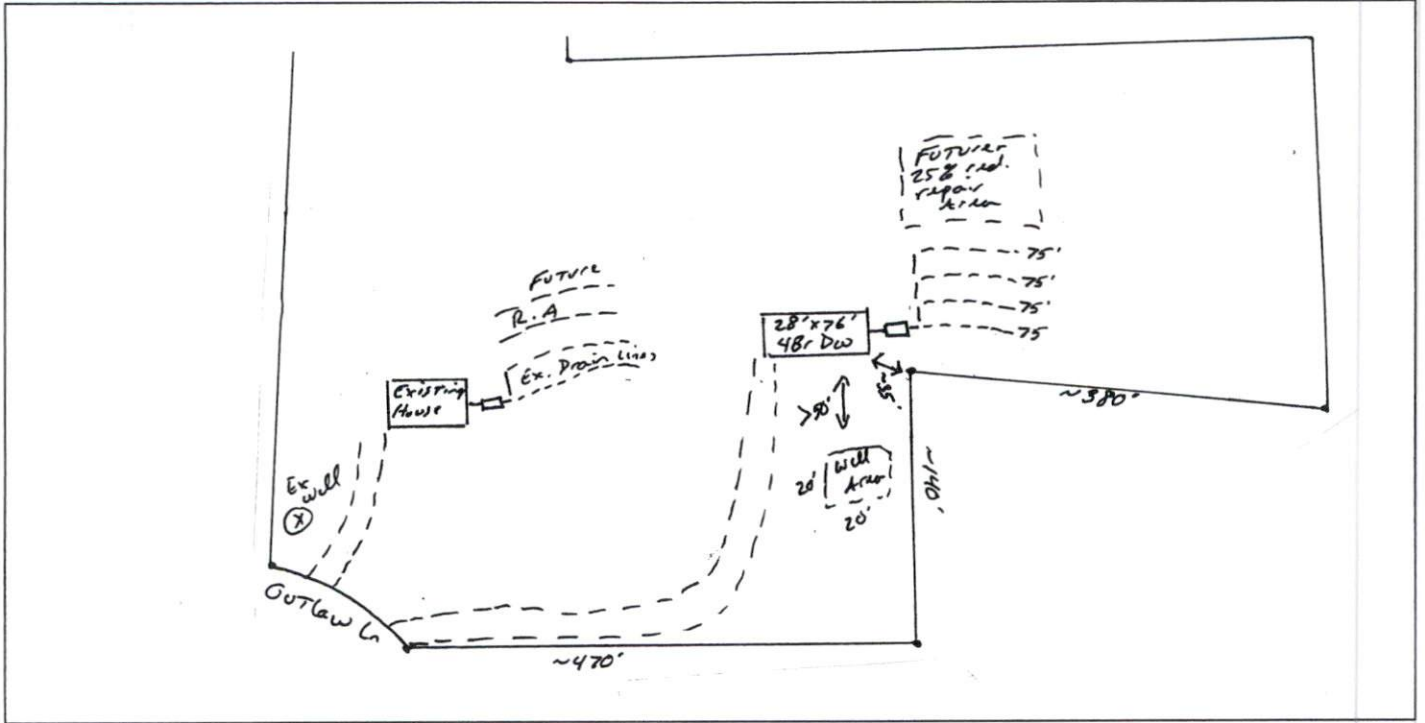 FUTURE
25% red.
repair
Area
75'
75'
75'
75
FUTURE
R.A
Ex. Drain Lines
28'x76'
4Br DW
Existing
House
~35'
~380'
>50'
Well
Area
20'
20'
~140'
Ex
well
X
OUTLaw Ln
~470'